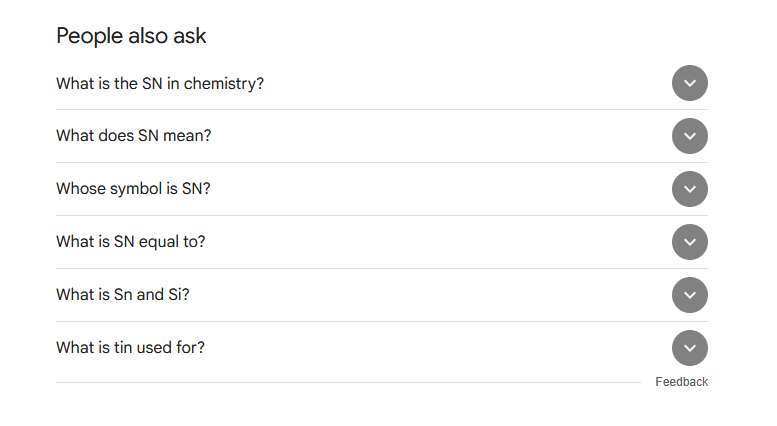 People also ask
What is the SN in chemistry?
What does SN mean?
Whose symbol is SN?
What is SN equal to?
What is Sn and Si?
What is tin used for?
Feedback